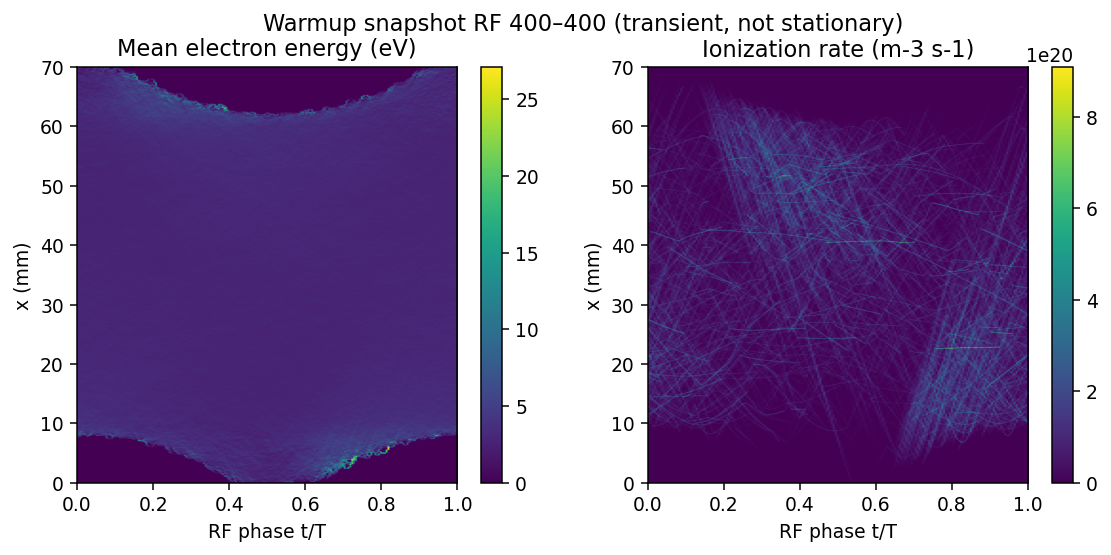 Warmup snapshot RF 400–400 (transient, not stationary)
Mean electron energy (eV)
Ionization rate (m-3 s-1)
1e20
70
60
50
40
30
20
10
0
x (mm)
0.0 0.2 0.4 0.6 0.8 1.0
RF phase t/T
25
20
15
10
5
0
70
60
50
40
30
20
10
0
x (mm)
0.0 0.2 0.4 0.6 0.8 1.0
RF phase t/T
8
6
4
2
0